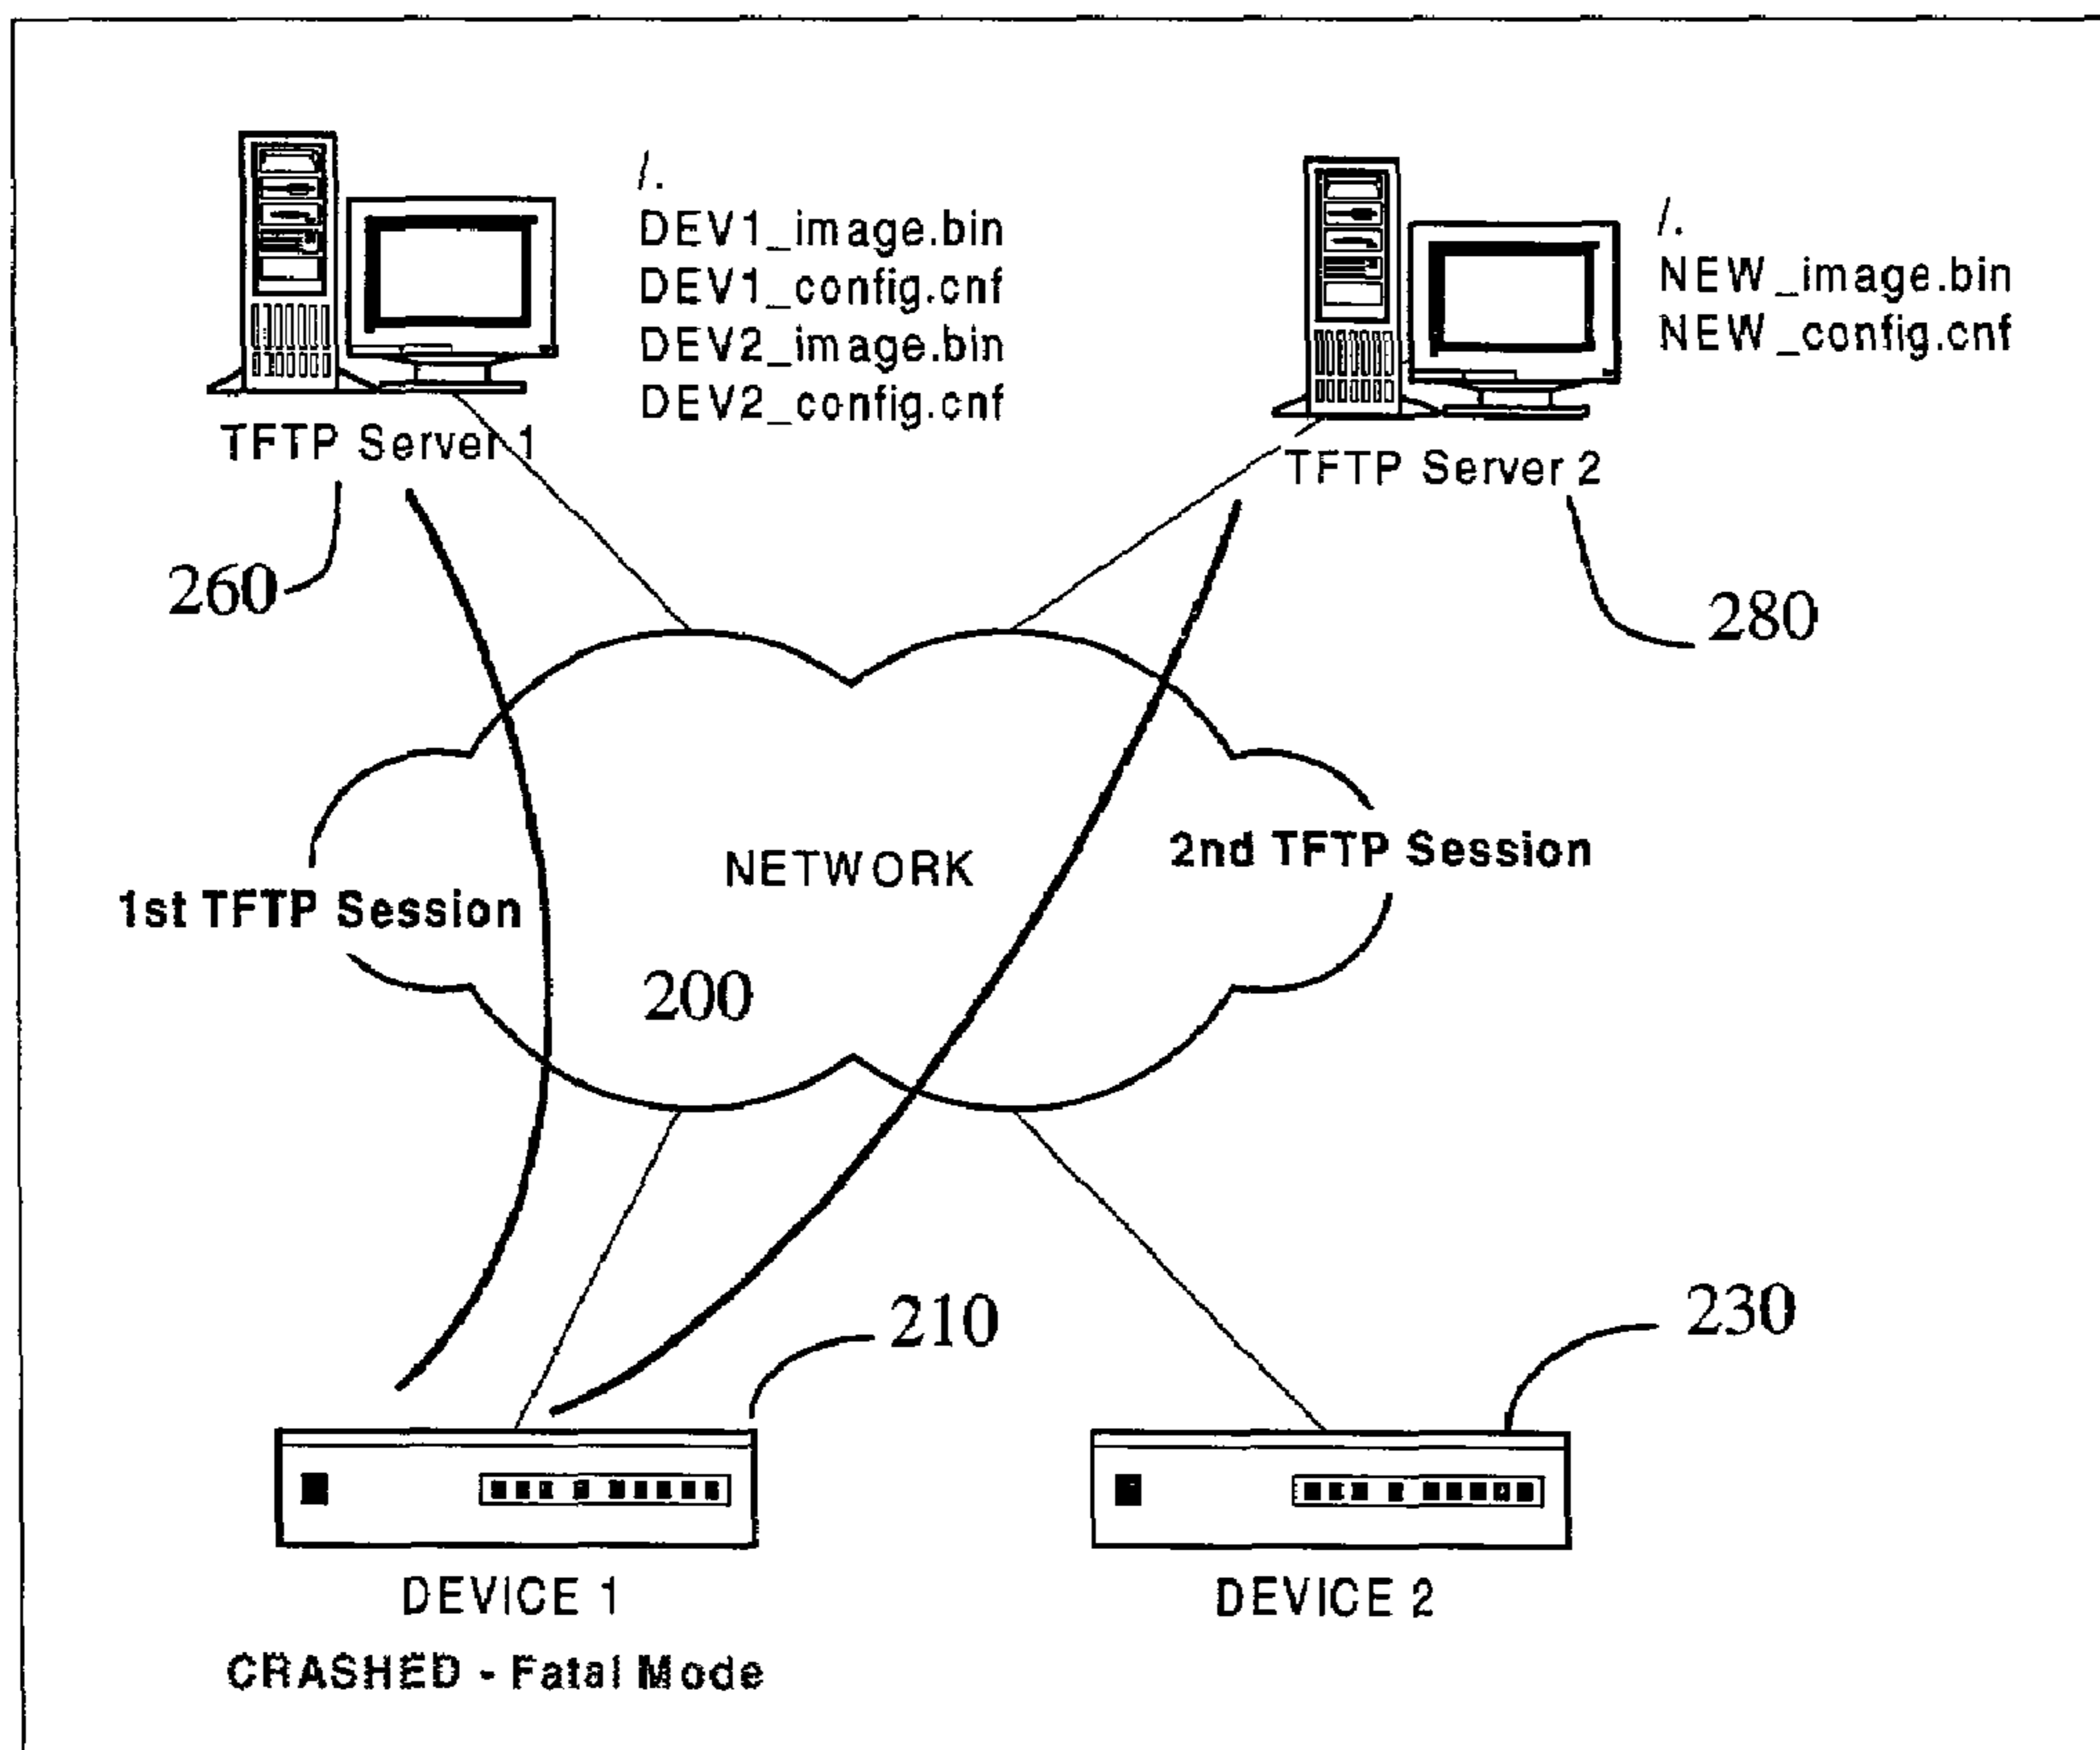 /.
DEV1_image.bin
DEV1_config.cnf
DEV2_image.bin
DEV2_config.cnf
TFTP Server 1
/.
NEW_image.bin
NEW_config.cnf
TFTP Server 2
260
280
NETWORK
2nd TFTP Session
1st TFTP Session
200
210
230
DEVICE 1
DEVICE 2
CRASHED - Fatal Mode